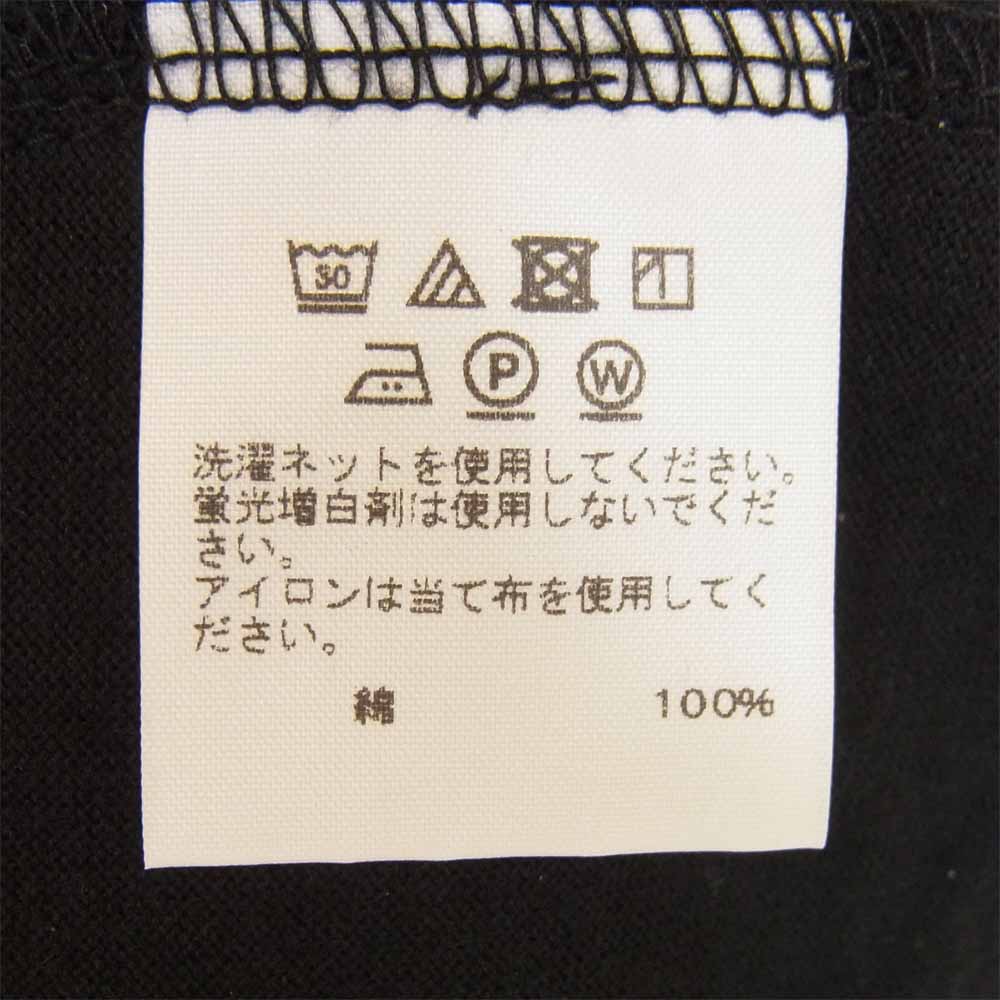 30
P W
洗濯ネットを使用してください。
蛍光増白剤は使用しないでくだ
さい。
アイロンは当て布を使用してく
ださい。
綿 100%